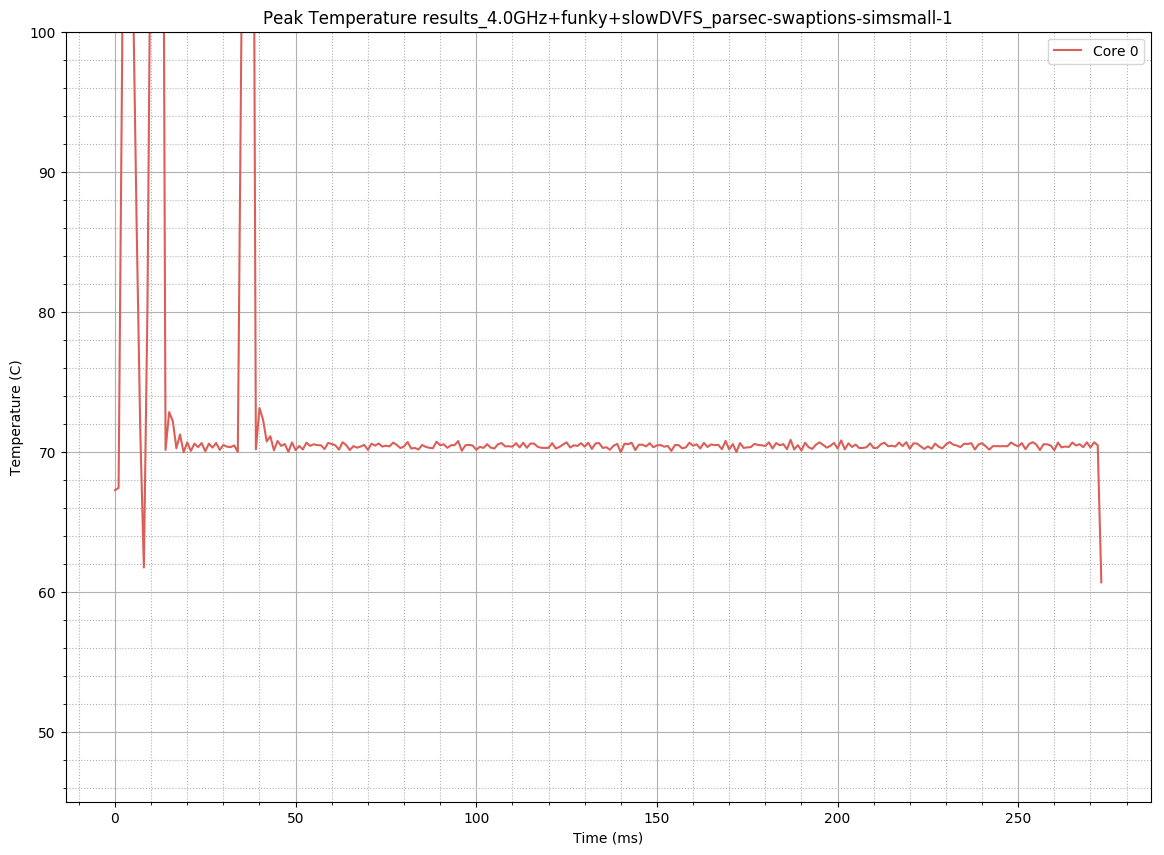 Peak Temperature results_4.0GHz+funky+slowDVFS_parsec-swaptions-simsmall-1
Core 0
100
90
80
70
60
50
Temperature (C)
0 50 100 150 200 250
Time (ms)